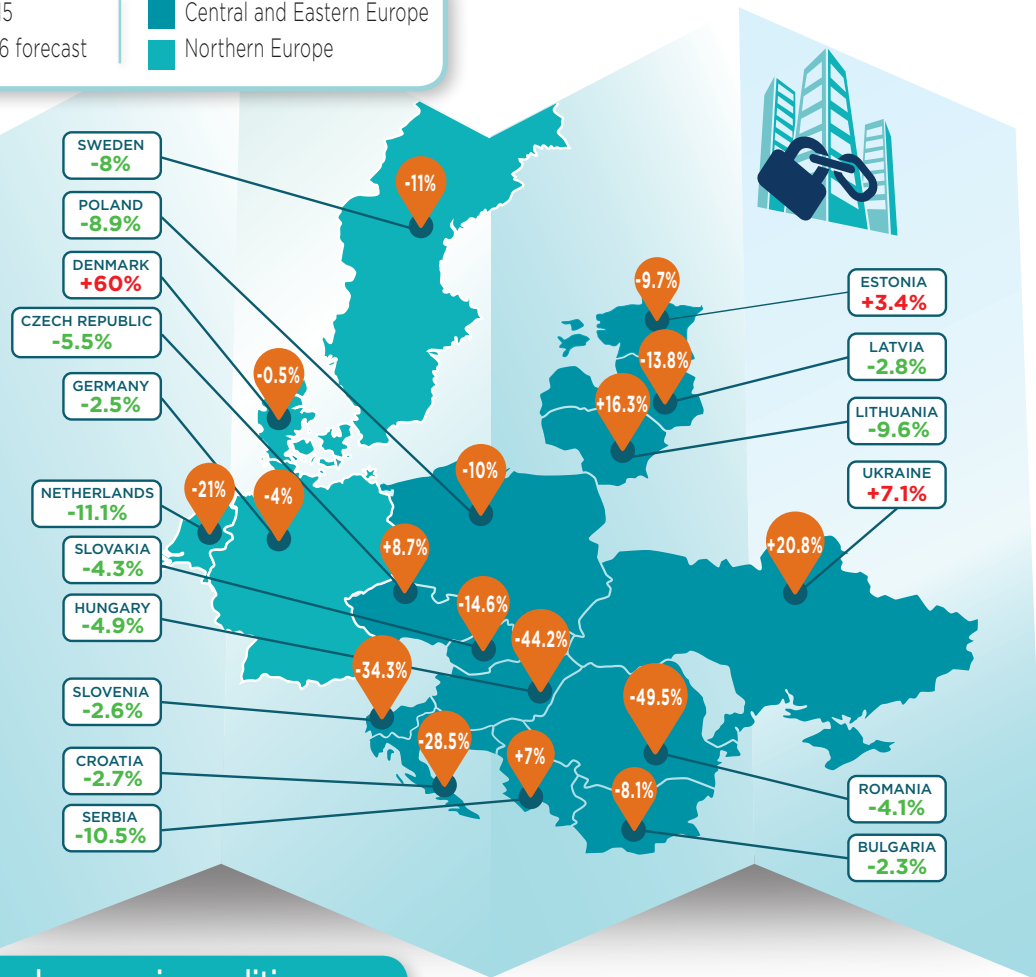 15
6 forecast
Central and Eastern Europe
Northern Europe
SWEDEN
-8%
POLAND
-8.9%
DENMARK
+60%
CZECH REPUBLIC
-5.5%
GERMANY
-2.5%
NETHERLANDS
-11.1%
SLOVAKIA
-4.3%
HUNGARY
-4.9%
SLOVENIA
-2.6%
CROATIA
-2.7%
SERBIA
-10.5%
-11%
-0.5%
-21%
-4%
-10%
+8.7%
-14.6%
-44.2%
-34.3%
-28.5%
+7%
-49.5%
-8.1%
-9.7%
-13.8%
+16.3%
+20.8%
ESTONIA
+3.4%
LATVIA
-2.8%
LITHUANIA
-9.6%
UKRAINE
+7.1%
ROMANIA
-4.1%
BULGARIA
-2.3%